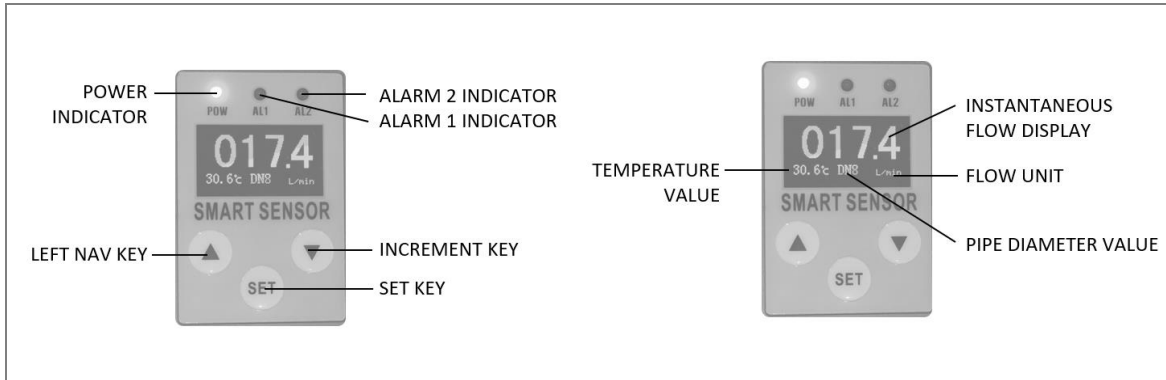 POWER
INDICATOR
ALARM 2 INDICATOR
ALARM 1 INDICATOR
LEFT NAV KEY
INCREMENT KEY
SET KEY
POW AL1 AL2
017.4
30.6℃ DN8 L/min
SMART SENSOR
SET
INSTANTANEOUS
FLOW DISPLAY
TEMPERATURE
VALUE
FLOW UNIT
PIPE DIAMETER VALUE
POW AL1 AL2
017.4
30.6℃ DN8 L/min
SMART SENSOR
SET